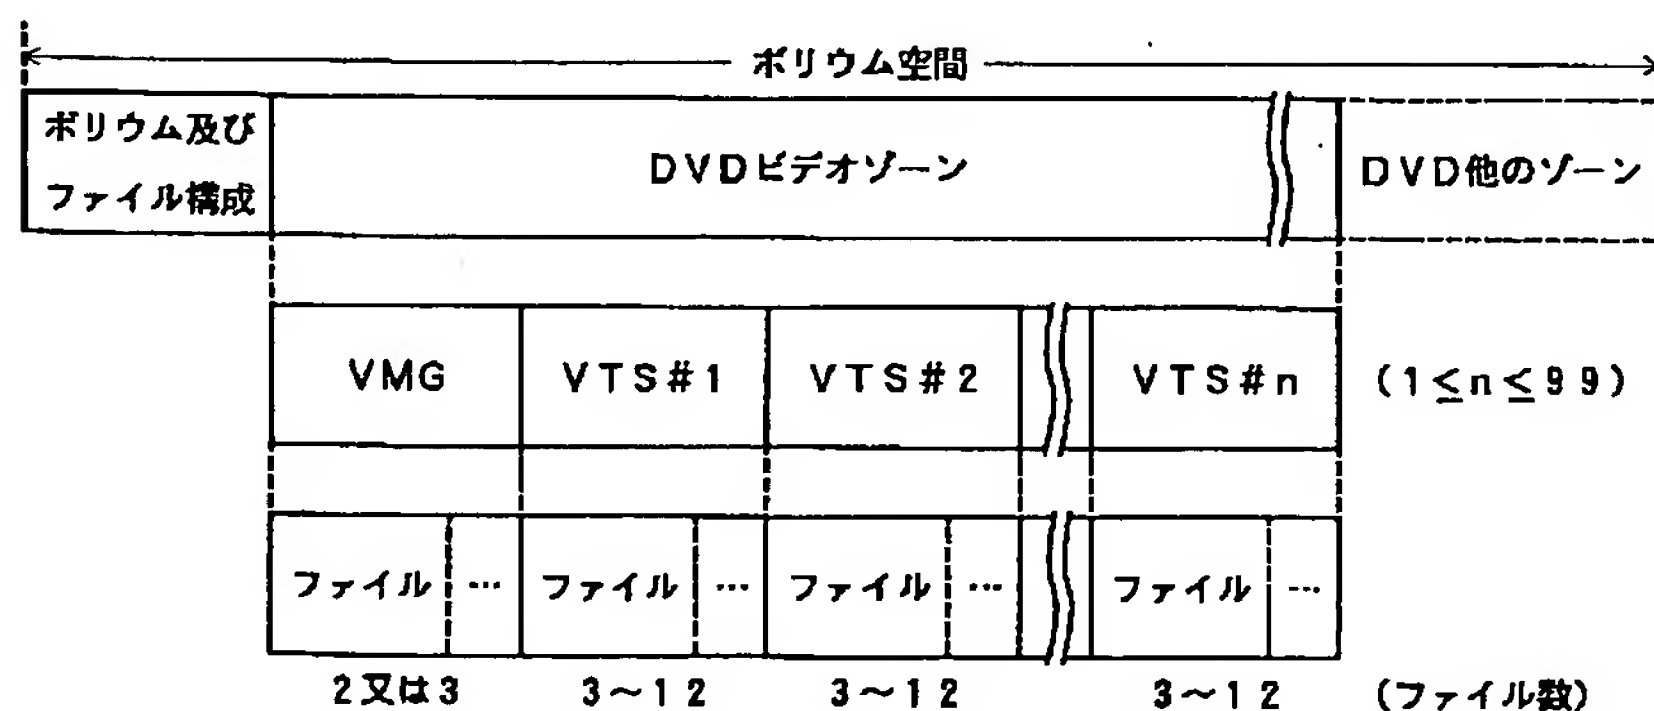 ボリウム空間
ボリウム及び
ファイル構成
DVDビデオゾーン
DVD他のゾーン
VMG
VTS#1
VTS#2
VTS#n
(1≦n≦99)
ファイル
…
ファイル
…
ファイル
…
ファイル
…
2又は3
3～12
3～12
3～12
(ファイル数)